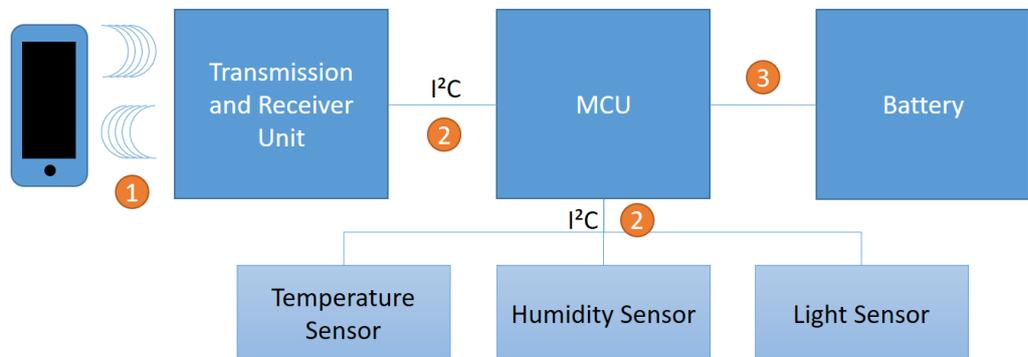 Transmission
and Receiver
Unit
I²C
2
MCU
3
Battery
1
I²C
2
Temperature
Sensor
Humidity Sensor
Light Sensor